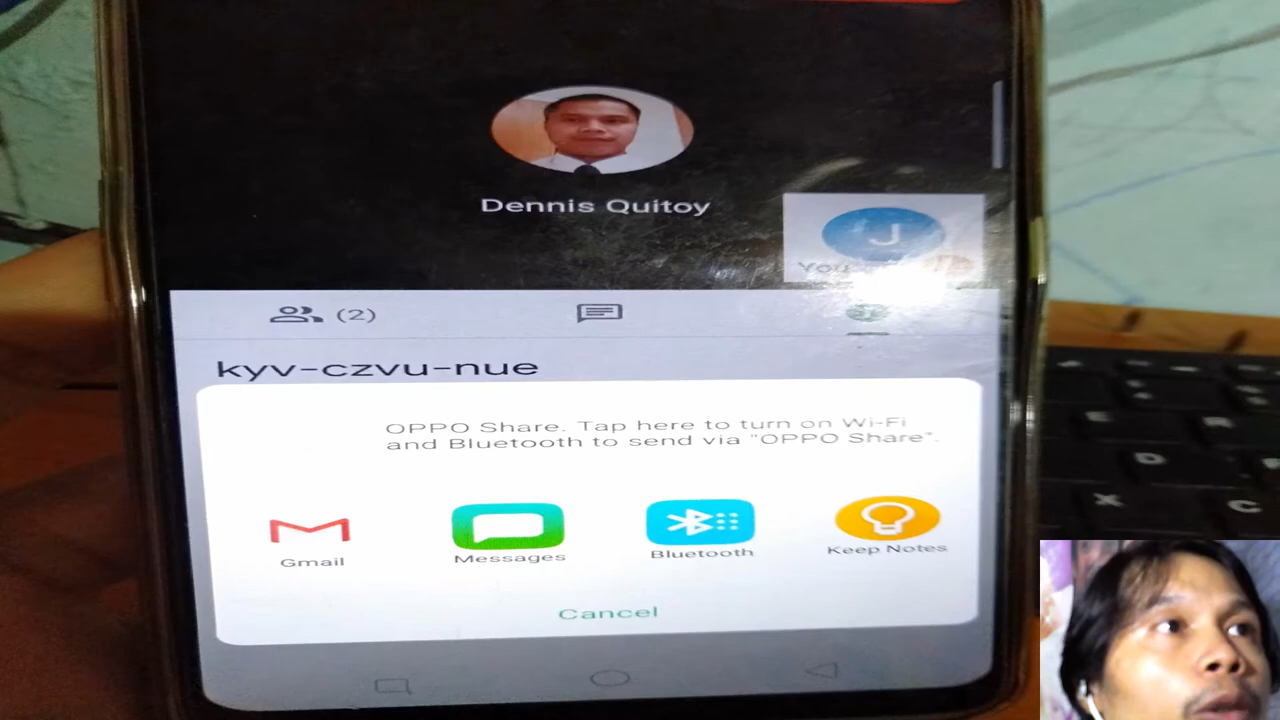 Dennis Quitoy
J
You
(2)
kyv-czvu-nue
OPPO Share. Tap here to turn on Wi-Fi
and Bluetooth to send via "OPPO Share".
Gmail
Messages
Bluetooth
Keep Notes
Cancel
E R
D F
X C